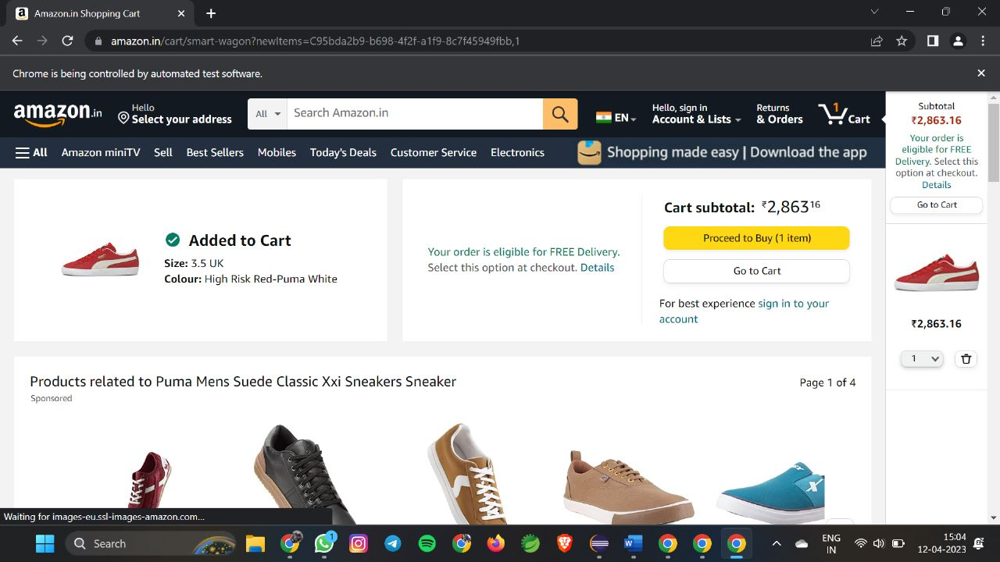 Amazon.in Shopping Cart
amazon.in/cart/smart-wagon?newItems=C95bda2b9-b698-4f2f-a1f9-8c7f45949fbb,1
Chrome is being controlled by automated test software.
amazon.in
Hello
Select your address
All
Search Amazon.in
EN
Hello, sign in
Account & Lists
Returns
& Orders
1
Cart
All
Amazon miniTV
Sell
Best Sellers
Mobiles
Today's Deals
Customer Service
Electronics
Shopping made easy | Download the app
Subtotal
₹2,863.16
Your order is
eligible for FREE
Delivery. Select this
option at checkout.
Details
Go to Cart
₹2,863.16
1
Added to Cart
Size: 3.5 UK
Colour: High Risk Red-Puma White
Your order is eligible for FREE Delivery.
Select this option at checkout. Details
Cart subtotal: ₹2,863 16
Proceed to Buy (1 item)
Go to Cart
For best experience sign in to your
account
Products related to Puma Mens Suede Classic Xxi Sneakers Sneaker
Page 1 of 4
Sponsored
Waiting for images-eu.ssl-images-amazon.com...
Search
1
ENG
IN
15:04
12-04-2023